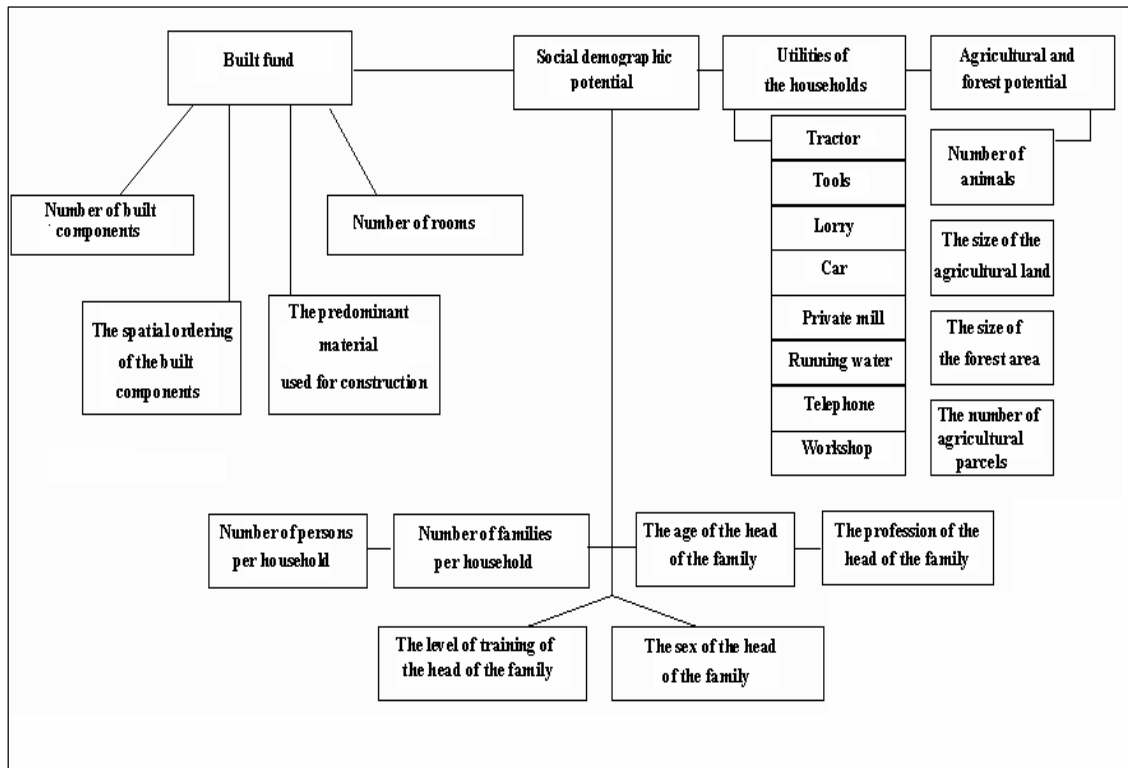 Built fund
Social demographic
potential
Utilities of
the households
Agricultural and
forest potential
Number of built
components
Number of rooms
The spatial ordering
of the built
components
The predominant
material
used for construction
Tractor
Tools
Lorry
Car
Private mill
Running water
Telephone
Workshop
Number of
animals
The size of the
agricultural land
The size of
the forest area
The number of
agricultural
parcels
Number of persons
per household
Number of families
per household
The age of the head
of the family
The profession of the
head of the family
The level of training of
the head of the family
The sex of the head
of the family